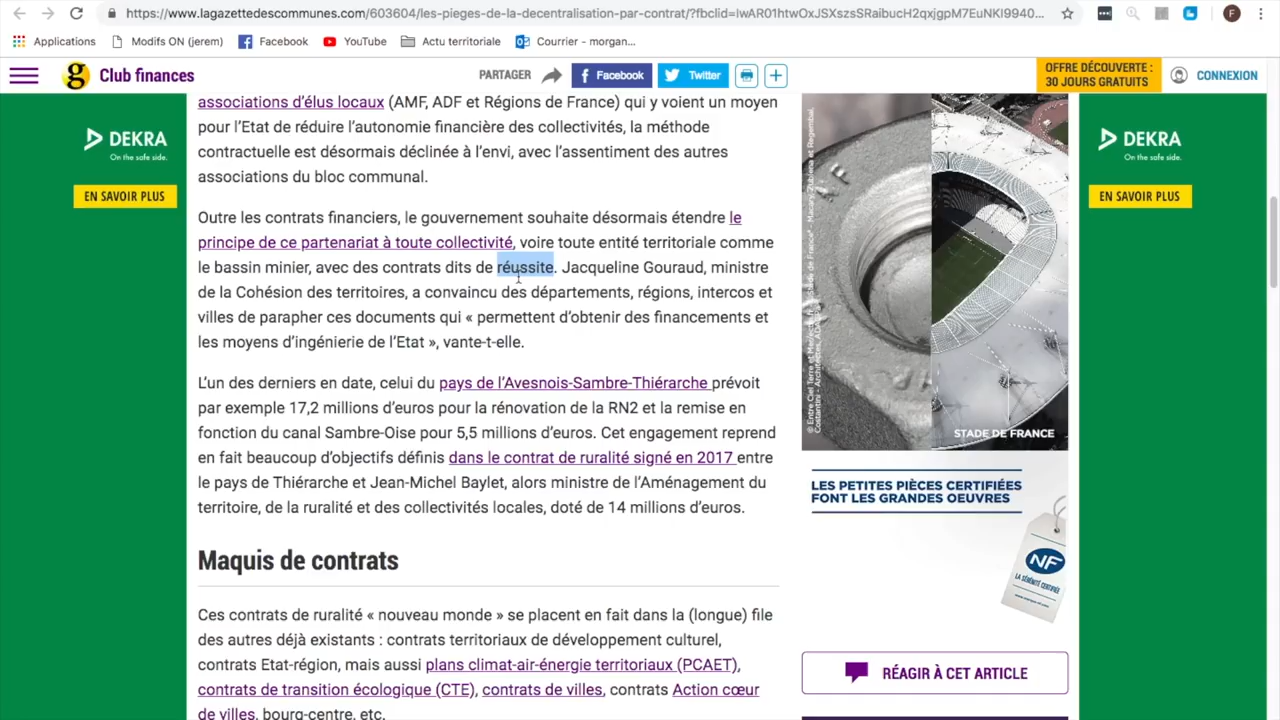 https://www.lagazettedescommunes.com/603604/les-pieges-de-la-decentralisation-par-contrat/?fbclid=IwAR01htwOxJSXszsSRaibucH2qxjgpM7EuNKI9940...
F
Applications
Modifs ON (jerem)
Facebook
YouTube
Actu territoriale
Courrier - morgan...
g
Club finances
PARTAGER
Facebook
Twitter
OFFRE DÉCOUVERTE :
30 JOURS GRATUITS
CONNEXION
DEKRA
On the safe side.
EN SAVOIR PLUS
associations d'élus locaux (AMF, ADF et Régions de France) qui y voient un moyen
pour l'Etat de réduire l'autonomie financière des collectivités, la méthode
contractuelle est désormais declinée à l'envi, avec l'assentiment des autres
associations du bloc communal.
Outre les contrats financiers, le gouvernement souhaite désormais étendre le
principe de ce partenariat à toute collectivité, voire toute entité territoriale comme
le bassin minier, avec des contrats dits de réussite. Jacqueline Gouraud, ministre
de la Cohésion des territoires, a convaincu des départements, régions, intercos et
villes de parapher ces documents qui « permettent d'obtenir des financements et
les moyens d'ingénierie de l'Etat », vante-t-elle.
L'un des derniers en date, celui du pays de l'Avesnois-Sambre-Thiérarche prévoit
par exemple 17,2 millions d'euros pour la rénovation de la RN2 et la remise en
fonction du canal Sambre-Oise pour 5,5 millions d'euros. Cet engagement reprend
en fait beaucoup d'objectifs définis dans le contrat de ruralité signé en 2017 entre
le pays de Thiérarche et Jean-Michel Baylet, alors ministre de l'Aménagement du
territoire, de la ruralité et des collectivités locales, doté de 14 millions d'euros.
Maquis de contrats
Ces contrats de ruralité « nouveau monde » se placent en fait dans la (longue) file
des autres déjà existants : contrats territoriaux de développement culturel,
contrats Etat-région, mais aussi plans climat-air-énergie territoriaux (PCAET),
contrats de transition écologique (CTE), contrats de villes, contrats Action cœur
de villes, bourg-centre, etc.
STADE DE FRANCE
LES PETITES PIÈCES CERTIFIÉES
FONT LES GRANDES OEUVRES
NF
LA SÉRÉNITÉ CERTIFIÉE
RÉAGIR À CET ARTICLE
DEKRA
On the safe side.
EN SAVOIR PLUS